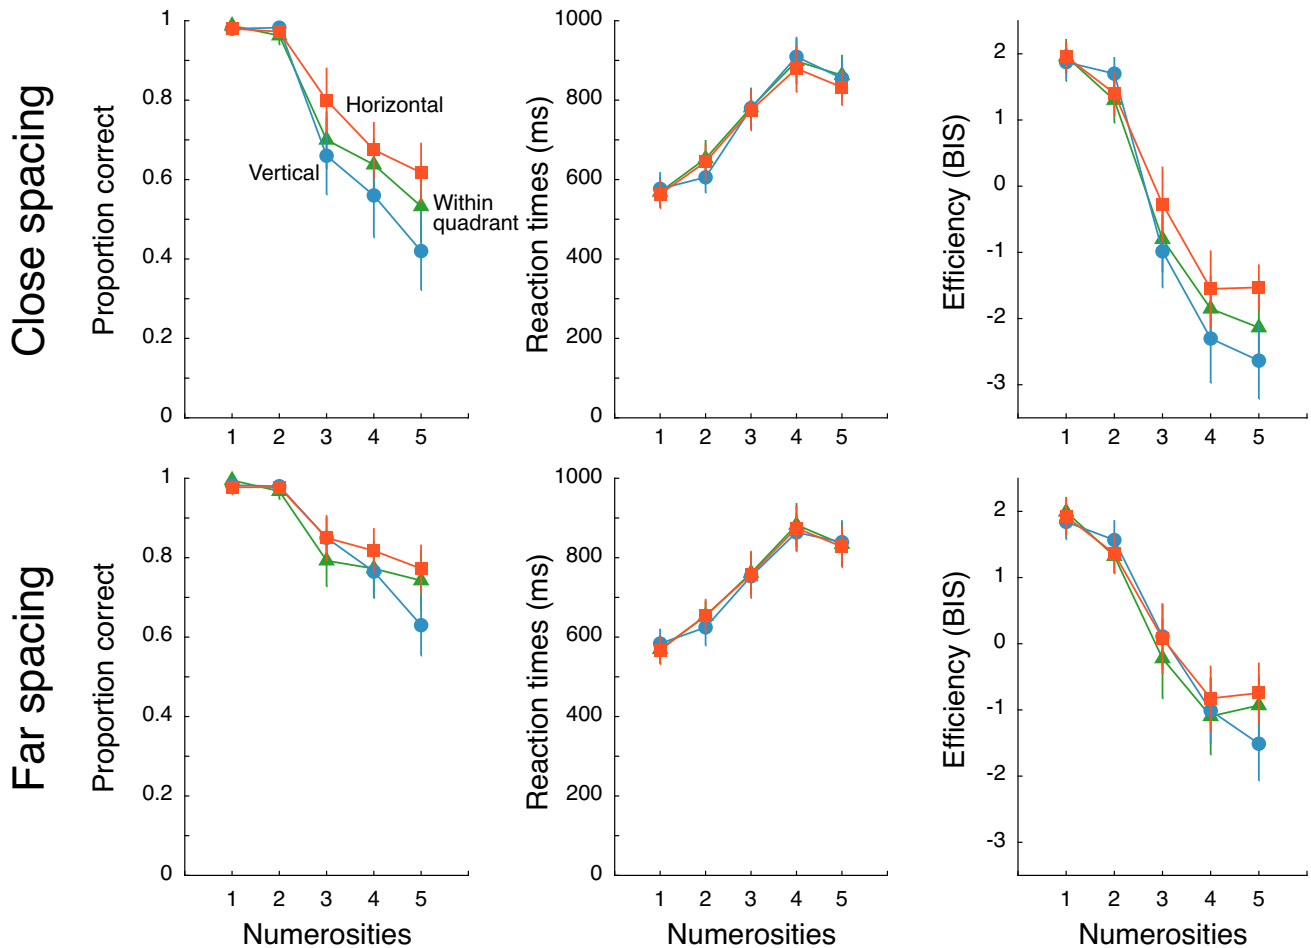 Close spacing
Proportion correct
1
0.8
0.6
0.4
0.2
0
1 2 3 4 5
Horizontal
Vertical
Within
quadrant
Reaction times (ms)
1000
800
600
400
200
0
1 2 3 4 5
Efficiency (BIS)
2
1
0
-1
-2
-3
1 2 3 4 5
Far spacing
Proportion correct
1
0.8
0.6
0.4
0.2
0
1 2 3 4 5
Numerosities
Reaction times (ms)
1000
800
600
400
200
0
1 2 3 4 5
Numerosities
Efficiency (BIS)
2
1
0
-1
-2
-3
1 2 3 4 5
Numerosities